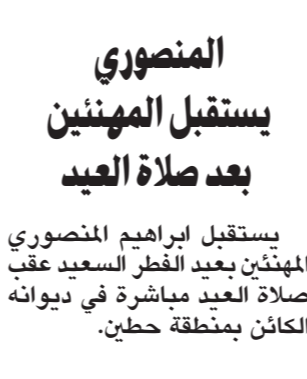 المنصوري
يستقبل المهنئين
بعد صلاة العيد
يستقبل ابراهيم المنصوري
المهنئين بعيد الفطر السعيد عقب
صلاة العيد مباشرة في ديوانه
الكائن بمنطقة حطين.